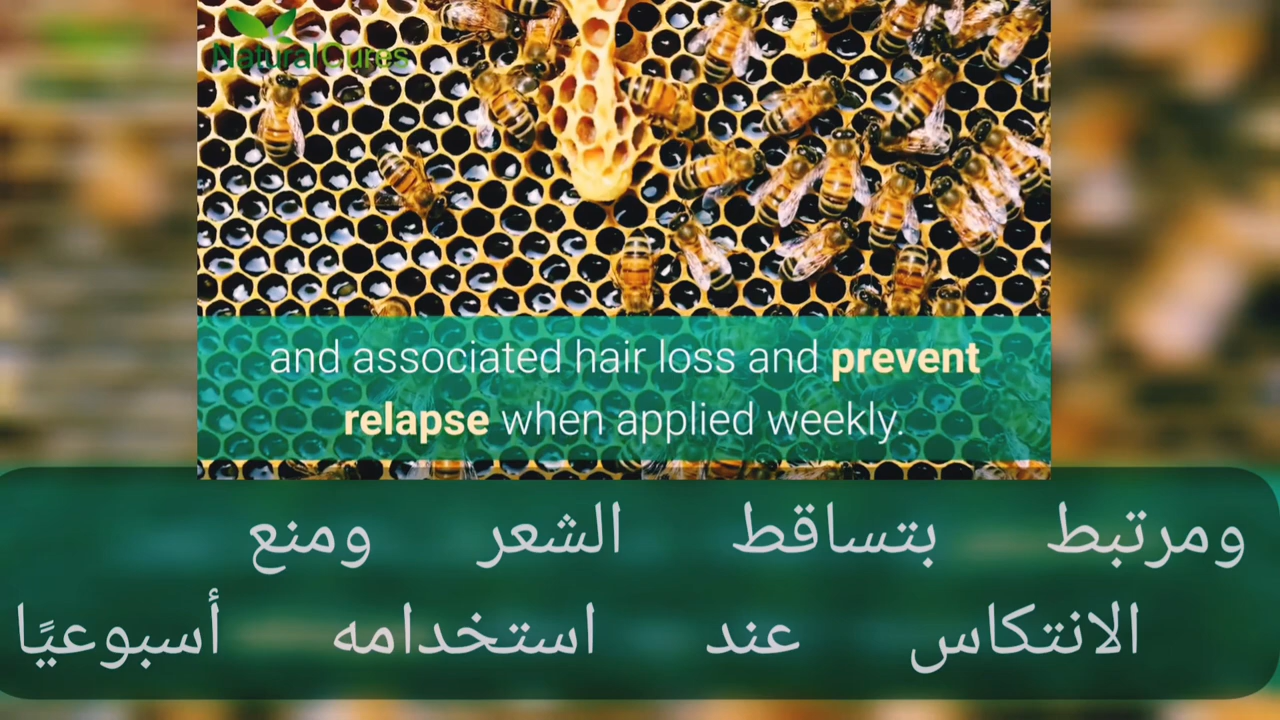 NaturalCures
and associated hair loss and prevent
relapse when applied weekly.
ومرتبط بتساقط الشعر ومنع
الانتكاس عند استخدامه أسبوعيًا